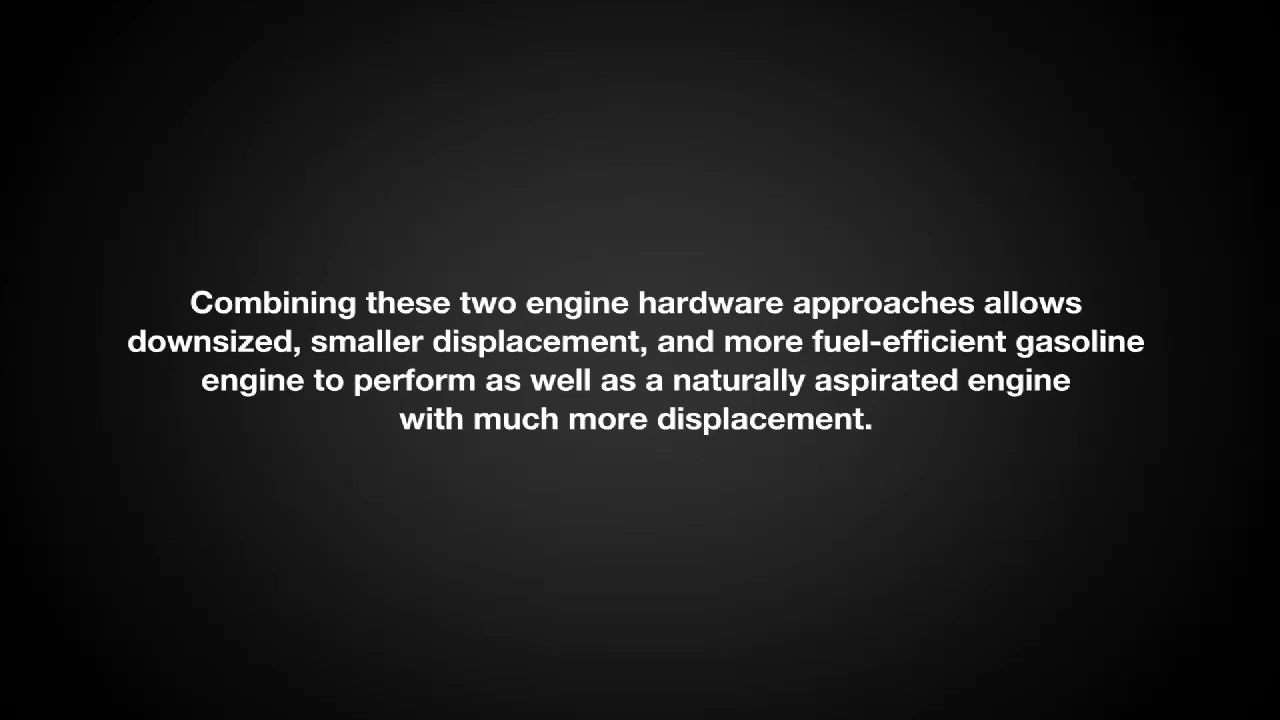 Combining these two engine hardware approaches allows
downsized, smaller displacement, and more fuel-efficient gasoline
engine to perform as well as a naturally aspirated engine
with much more displacement.